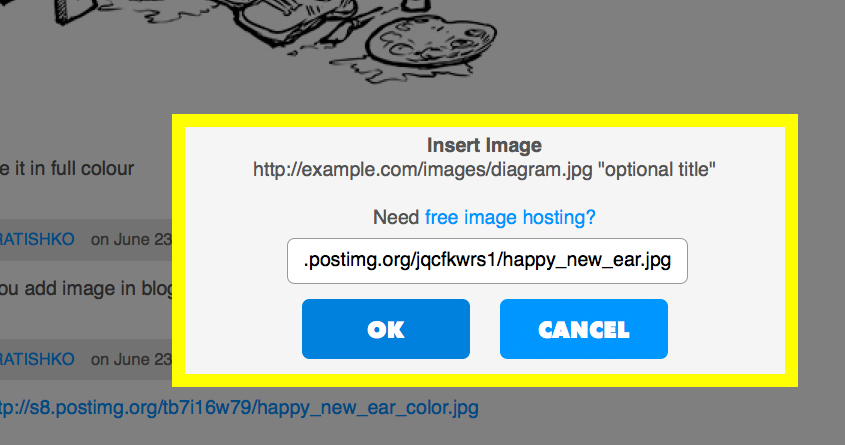 Insert Image
http://example.com/images/diagram.jpg "optional title"
Need free image hosting?
.postimg.org/jqcfkwrs1/happy_new_ear.jpg
OK CANCEL
e it in full colour
RATISHKO on June 23
ou add image in blog
RATISHKO on June 23
tp://s8.postimg.org/tb7i16w79/happy_new_ear_color.jpg